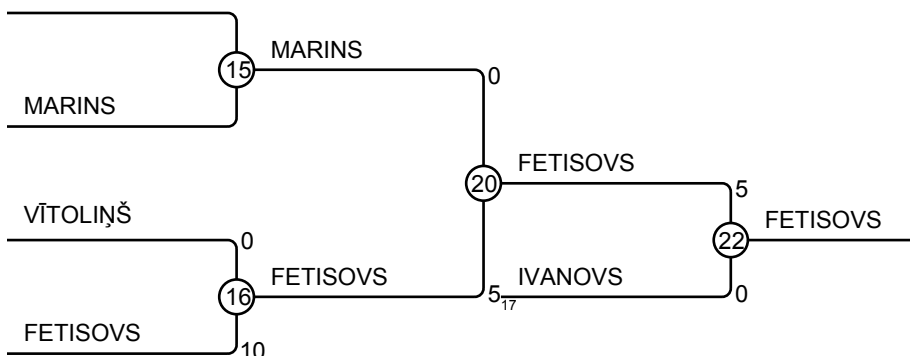 MARINS
15
0
MARINS
FETISOVS
20
5
VĪTOLIŅŠ
FETISOVS
22
0
FETISOVS
IVANOVS
16
5
17
0
FETISOVS
10